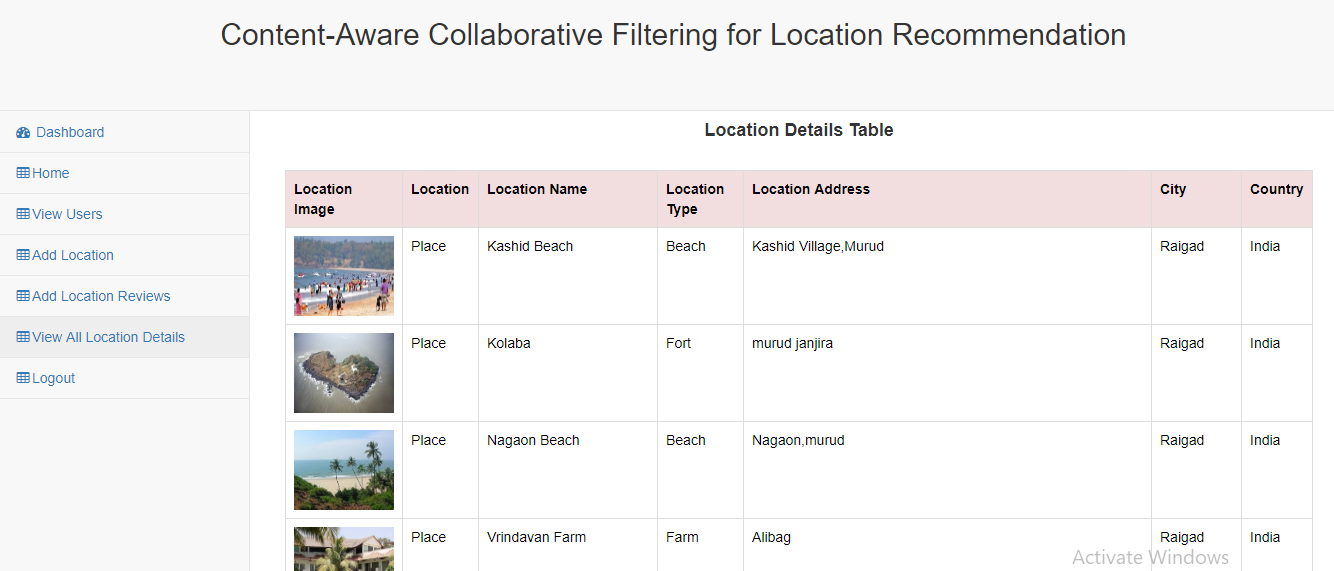 Content-Aware Collaborative Filtering for Location Recommendation
Dashboard
Home
View Users
Add Location
Add Location Reviews
View All Location Details
Logout
Location Details Table
Location Image Location Location Name Location Type Location Address City Country
Place Kashid Beach Beach Kashid Village,Murud Raigad India
Place Kolaba Fort murud janjira Raigad India
Place Nagaon Beach Beach Nagaon,murud Raigad India
Place Vrindavan Farm Farm Alibag Raigad India
Activate Windows